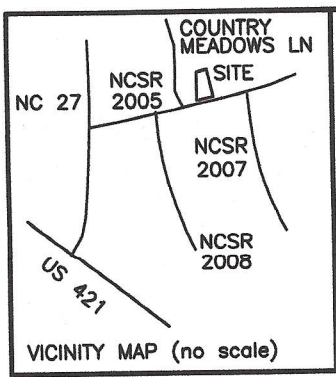 COUNTRY
MEADOWS LN
SITE
NCSR
2005
NC 27
NCSR
2007
NCSR
2008
US 421
VICINITY MAP (no scale)